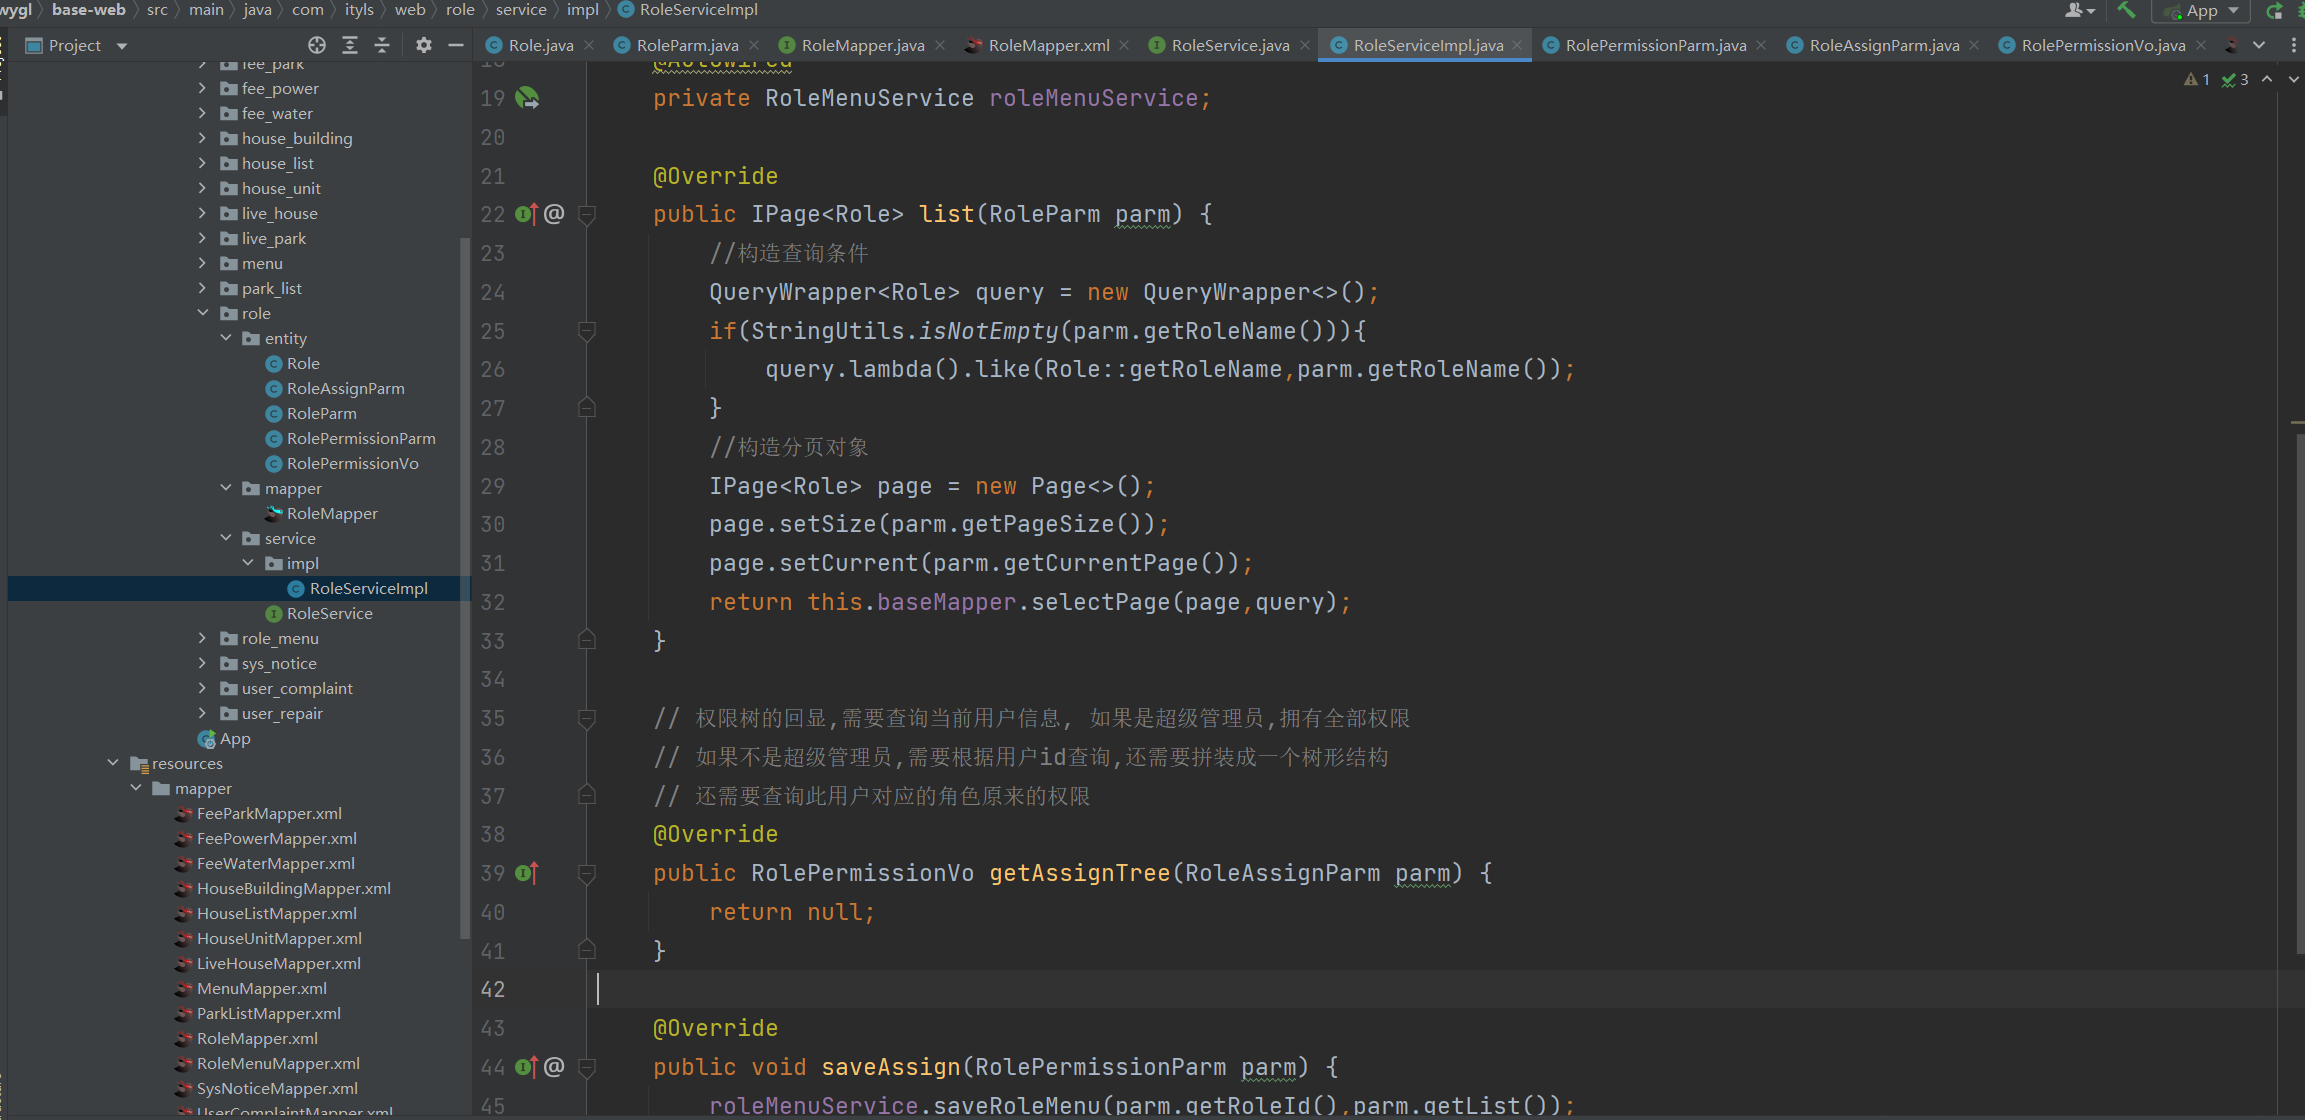 wygl base-web src main java com ityls web role service impl RoleServiceImpl App
Project Role.java RoleParm.java RoleMapper.java RoleMapper.xml RoleService.java RoleServiceImpl.java RolePermissionParm.java RoleAssignParm.java RolePermissionVo.java
1 3
fee_park
fee_power
fee_water
house_building
house_list
house_unit
live_house
live_park
menu
park_list
role
entity
Role
RoleAssignParm
RoleParm
RolePermissionParm
RolePermissionVo
mapper
RoleMapper
service
impl
RoleServiceImpl
RoleService
role_menu
sys_notice
user_complaint
user_repair
App
resources
mapper
FeeParkMapper.xml
FeePowerMapper.xml
FeeWaterMapper.xml
HouseBuildingMapper.xml
HouseListMapper.xml
HouseUnitMapper.xml
LiveHouseMapper.xml
MenuMapper.xml
ParkListMapper.xml
RoleMapper.xml
RoleMenuMapper.xml
SysNoticeMapper.xml
UserComplaintMapper.xml
18 @Autowired
19 private RoleMenuService roleMenuService;
20
21 @Override
22 public IPage<Role> list(RoleParm parm) {
23 //构造查询条件
24 QueryWrapper<Role> query = new QueryWrapper<>();
25 if(StringUtils.isNotEmpty(parm.getRoleName())){
26 query.lambda().like(Role::getRoleName,parm.getRoleName());
27 }
28 //构造分页对象
29 IPage<Role> page = new Page<>();
30 page.setSize(parm.getPageSize());
31 page.setCurrent(parm.getCurrentPage());
32 return this.baseMapper.selectPage(page,query);
33 }
34
35 // 权限树的回显,需要查询当前用户信息, 如果是超级管理员,拥有全部权限
36 // 如果不是超级管理员,需要根据用户id查询,还需要拼装成一个树形结构
37 // 还需要查询此用户对应的角色原来的权限
38 @Override
39 public RolePermissionVo getAssignTree(RoleAssignParm parm) {
40 return null;
41 }
42
43 @Override
44 public void saveAssign(RolePermissionParm parm) {
45 roleMenuService.saveRoleMenu(parm.getRoleId(),parm.getList());